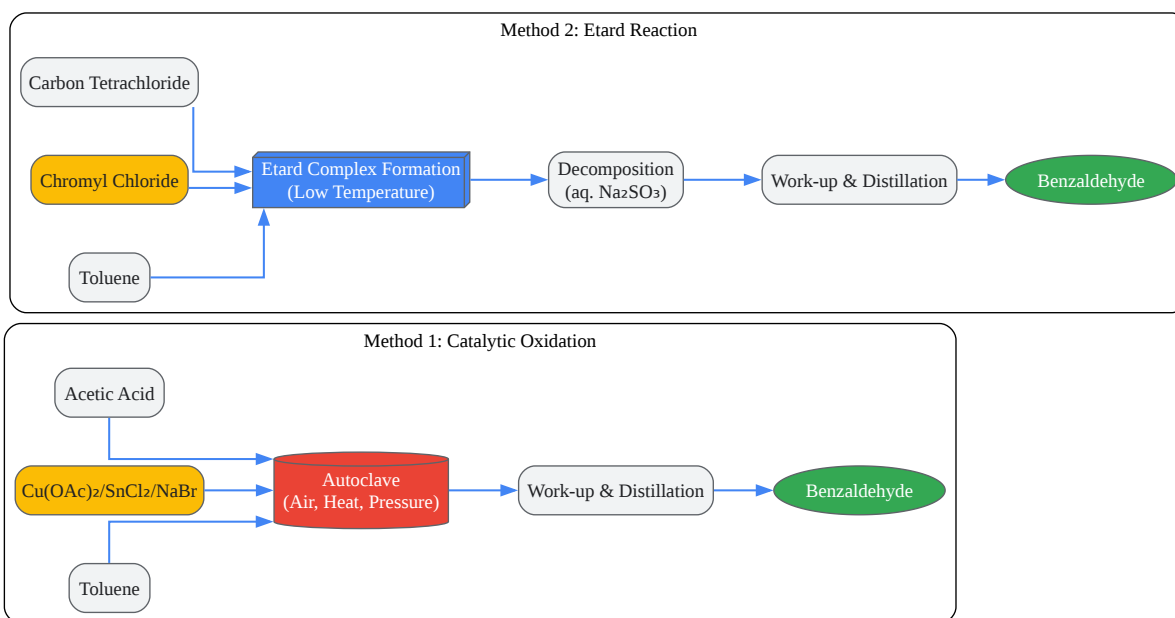 Method 2: Etard Reaction
Carbon Tetrachloride
Chromyl Chloride
Toluene
Etard Complex Formation
(Low Temperature)
Decomposition
(aq. Na₂SO₃)
Work-up & Distillation
Benzaldehyde
Method 1: Catalytic Oxidation
Acetic Acid
Cu(OAc)₂/SnCl₂/NaBr
Toluene
Autoclave
(Air, Heat, Pressure)
Work-up & Distillation
Benzaldehyde